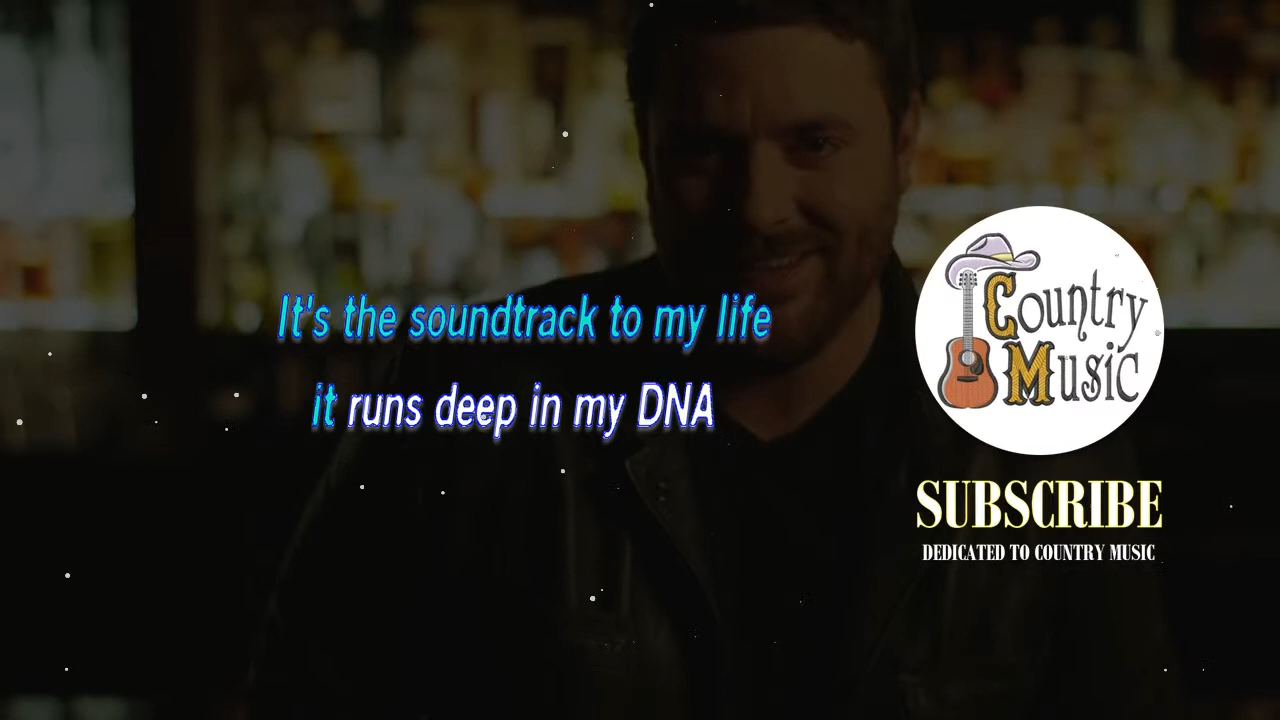 It's the soundtrack to my life
it runs deep in my DNA
Country
Music
SUBSCRIBE
DEDICATED TO COUNTRY MUSIC